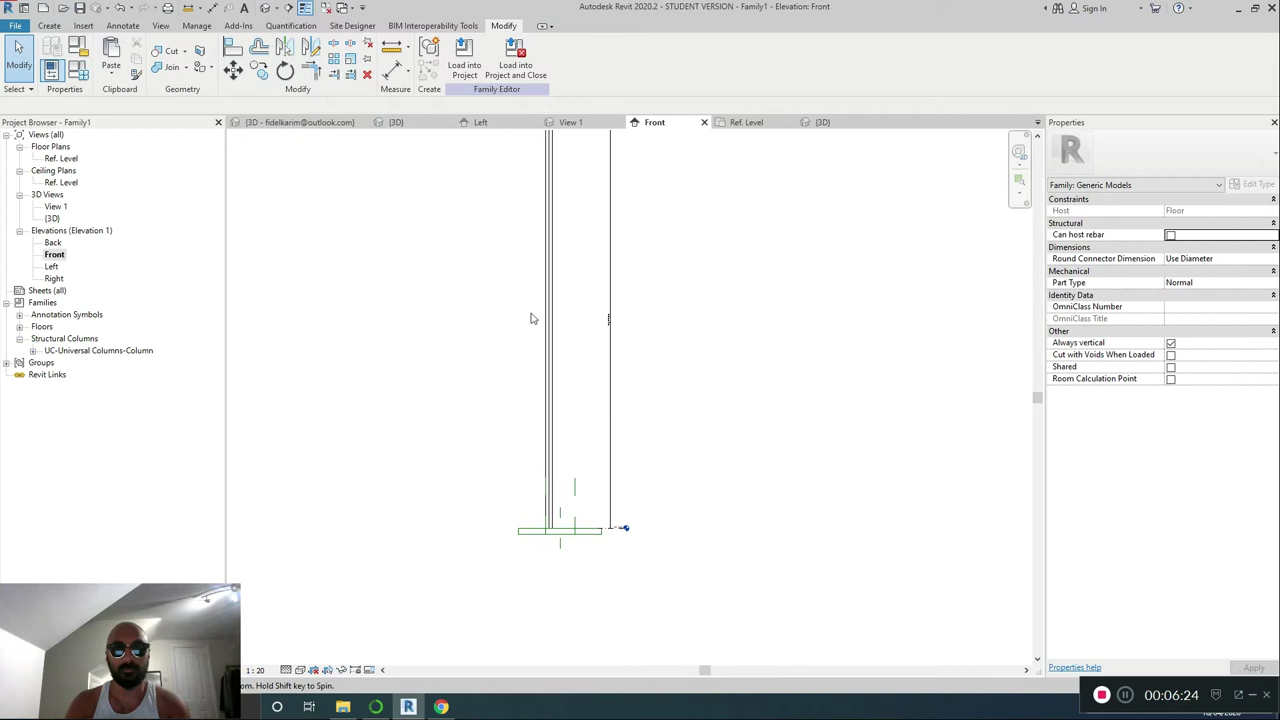 Autodesk Revit 2020.2 - STUDENT VERSION - Family1 - Elevation: Front
Sign In
File Create Insert Annotate View Manage Add-Ins Quantification Site Designer BIM Interoperability Tools Modify
Modify Paste Cut Join Load into Project Load into Project and Close
Select Properties Clipboard Geometry Modify Measure Create Family Editor
Project Browser - Family1
{3D - fidelkarim@outlook.com} {3D} Left View 1 Front Ref. Level {3D}
Properties
Views (all)
Floor Plans
Ref. Level
Ceiling Plans
Ref. Level
3D Views
View 1
{3D}
Elevations (Elevation 1)
Back
Front
Left
Right
Sheets (all)
Families
Annotation Symbols
Floors
Structural Columns
UC-Universal Columns-Column
Groups
Revit Links
Family: Generic Models Edit Type
Constraints
Host Floor
Structural
Can host rebar
Dimensions
Round Connector Dimension Use Diameter
Mechanical
Part Type Normal
Identity Data
OmniClass Number
OmniClass Title
Other
Always vertical
Cut with Voids When Loaded
Shared
Room Calculation Point
Properties help Apply
1 : 20
om. Hold Shift key to Spin.
00:06:24